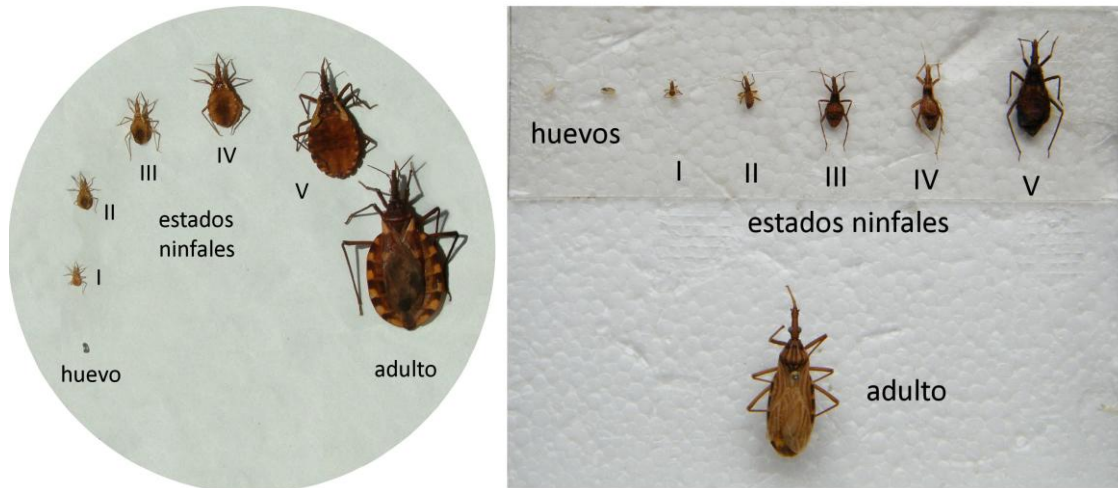 III
IV
V
II
estados
ninfales
I
huevo
adulto
huevos
I
II
III
IV
V
estados ninfales
adulto